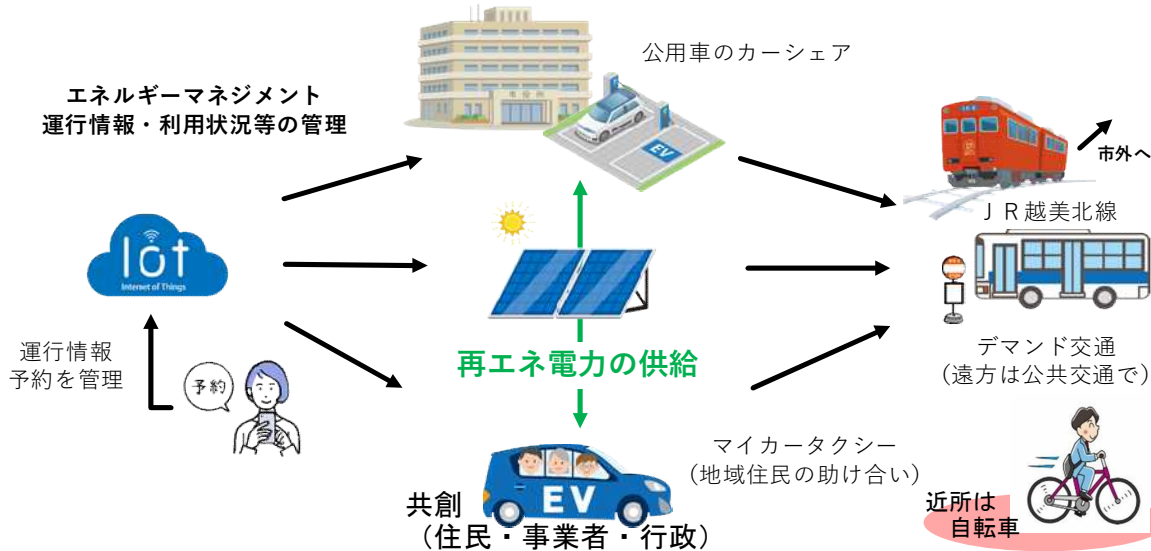 エネルギーマネジメント
運行情報・利用状況等の管理
公用車のカーシェア
市役所
EV
市外へ
JR越美北線
IoT
Internet of Things
運行情報
予約を管理
予約
再エネ電力の供給
デマンド交通
(遠方は公共交通で)
マイカータクシー
(地域住民の助け合い)
EV
共創
(住民・事業者・行政)
近所は
自転車